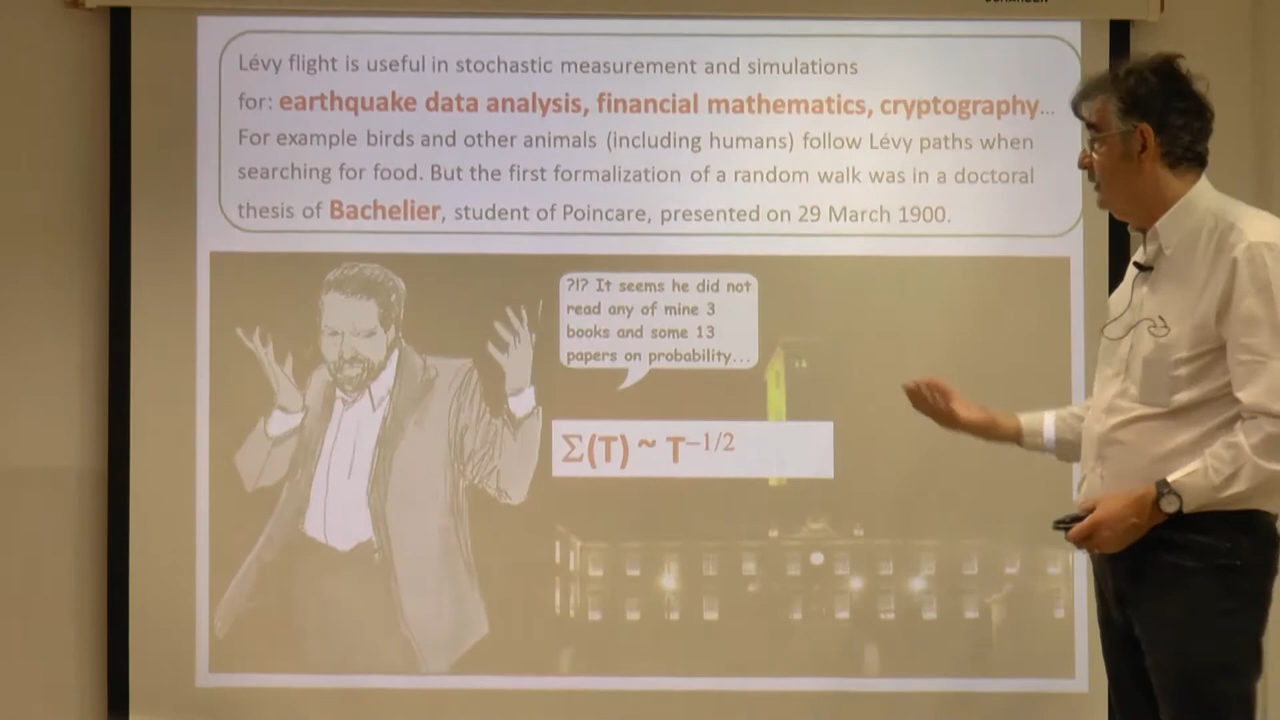 Lévy flight is useful in stochastic measurement and simulations
for: earthquake data analysis, financial mathematics, cryptography...
For example birds and other animals (including humans) follow Lévy paths when
searching for food. But the first formalization of a random walk was in a doctoral
thesis of Bachelier, student of Poincare, presented on 29 March 1900.
?!? It seems he did not
read any of mine 3
books and some 13
papers on probability...
Σ(T) ~ T–1/2